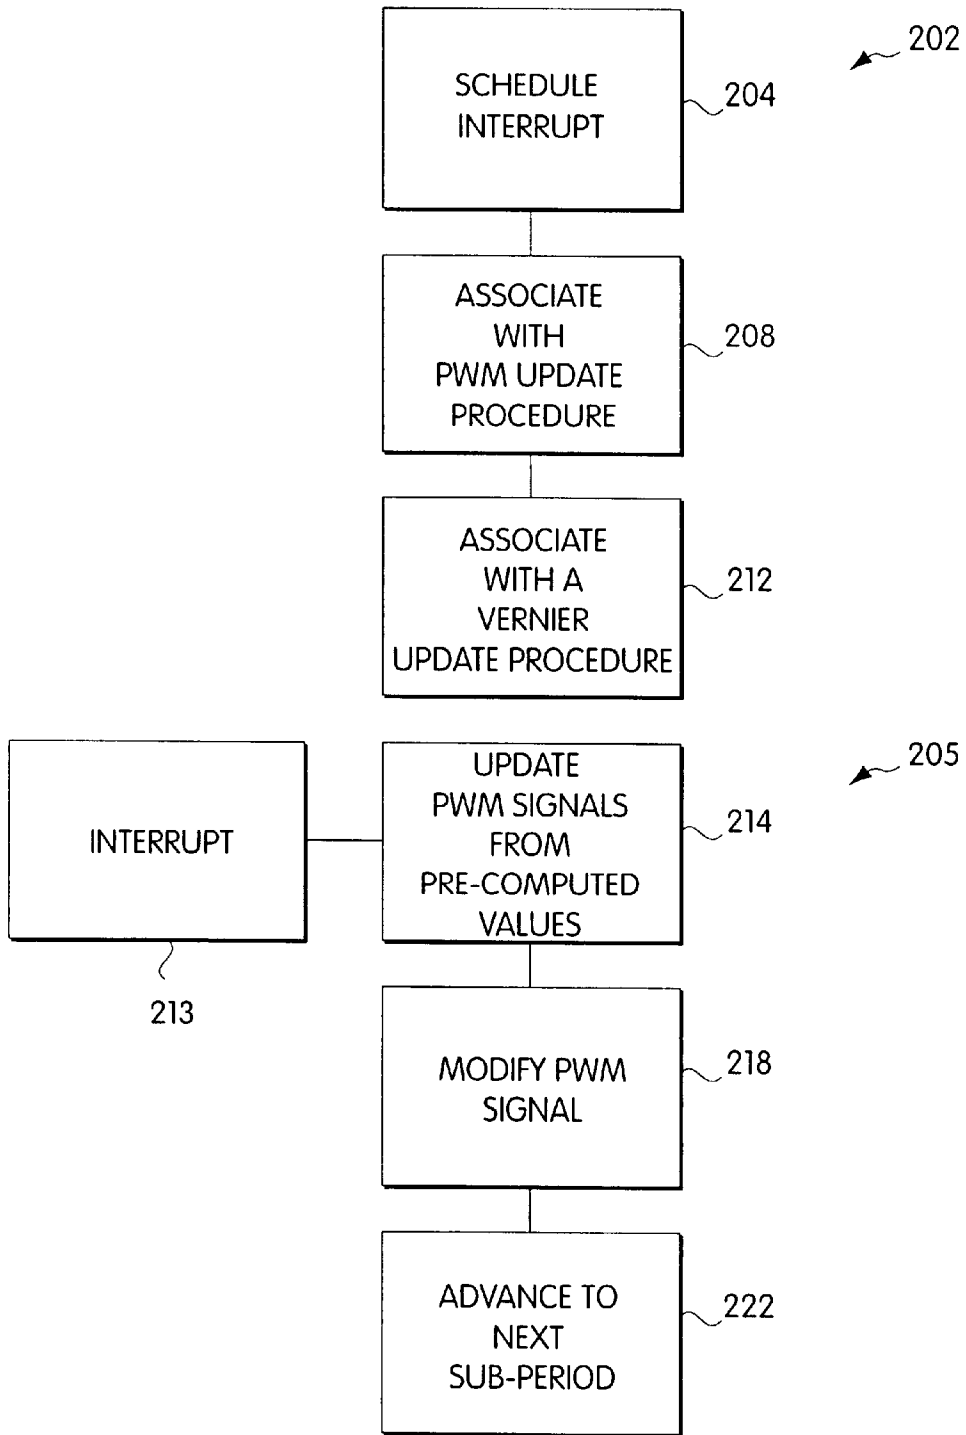 202
SCHEDULE
INTERRUPT
204
ASSOCIATE
WITH
PWM UPDATE
PROCEDURE
208
ASSOCIATE
WITH A
VERNIER
UPDATE PROCEDURE
212
205
INTERRUPT
213
UPDATE
PWM SIGNALS
FROM
PRE-COMPUTED
VALUES
214
MODIFY PWM
SIGNAL
218
ADVANCE TO
NEXT
SUB-PERIOD
222